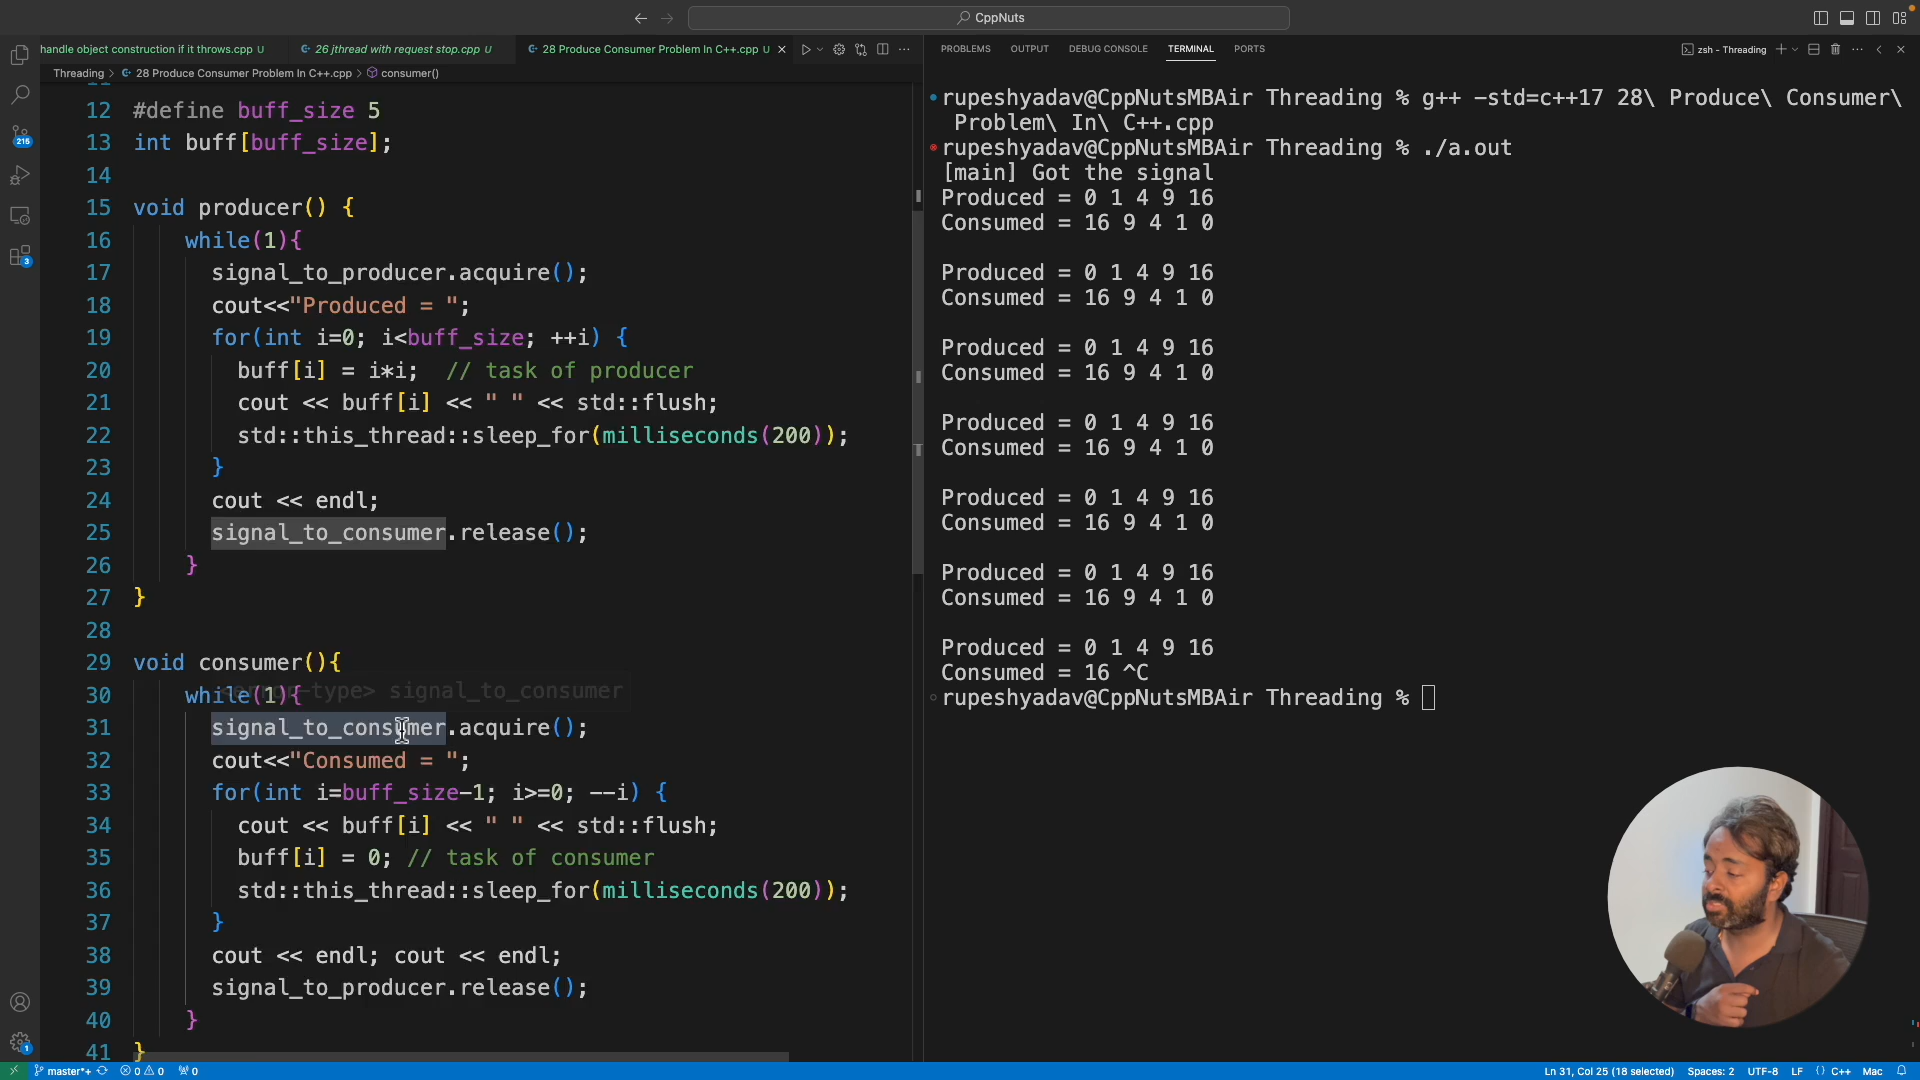 CppNuts
handle object construction if it throws.cpp U
26 jthread with request stop.cpp U
28 Produce Consumer Problem In C++.cpp U
Threading > 28 Produce Consumer Problem In C++.cpp > consumer()
12 #define buff_size 5
13 int buff[buff_size];
14
15 void producer() {
16 while(1){
17 signal_to_producer.acquire();
18 cout<<"Produced = ";
19 for(int i=0; i<buff_size; ++i) {
20 buff[i] = i*i; // task of producer
21 cout << buff[i] << " " << std::flush;
22 std::this_thread::sleep_for(milliseconds(200));
23 }
24 cout << endl;
25 signal_to_consumer.release();
26 }
27 }
28
29 void consumer(){
<error-type> signal_to_consumer
30 while(1){
31 signal_to_consumer.acquire();
32 cout<<"Consumed = ";
33 for(int i=buff_size-1; i>=0; --i) {
34 cout << buff[i] << " " << std::flush;
35 buff[i] = 0; // task of consumer
36 std::this_thread::sleep_for(milliseconds(200));
37 }
38 cout << endl; cout << endl;
39 signal_to_producer.release();
40 }
41 }
216
3
1
PROBLEMS OUTPUT DEBUG CONSOLE TERMINAL PORTS
zsh - Threading
rupeshyadav@CppNutsMBAir Threading % g++ -std=c++17 28\ Produce\ Consumer\
Problem\ In\ C++.cpp
rupeshyadav@CppNutsMBAir Threading % ./a.out
[main] Got the signal
Produced = 0 1 4 9 16
Consumed = 16 9 4 1 0
Produced = 0 1 4 9 16
Consumed = 16 9 4 1 0
Produced = 0 1 4 9 16
Consumed = 16 9 4 1 0
Produced = 0 1 4 9 16
Consumed = 16 9 4 1 0
Produced = 0 1 4 9 16
Consumed = 16 9 4 1 0
Produced = 0 1 4 9 16
Consumed = 16 9 4 1 0
Produced = 0 1 4 9 16
Consumed = 16 ^C
rupeshyadav@CppNutsMBAir Threading %
master*+ 0 0 0
Ln 31, Col 25 (18 selected) Spaces: 2 UTF-8 LF {} C++ Mac